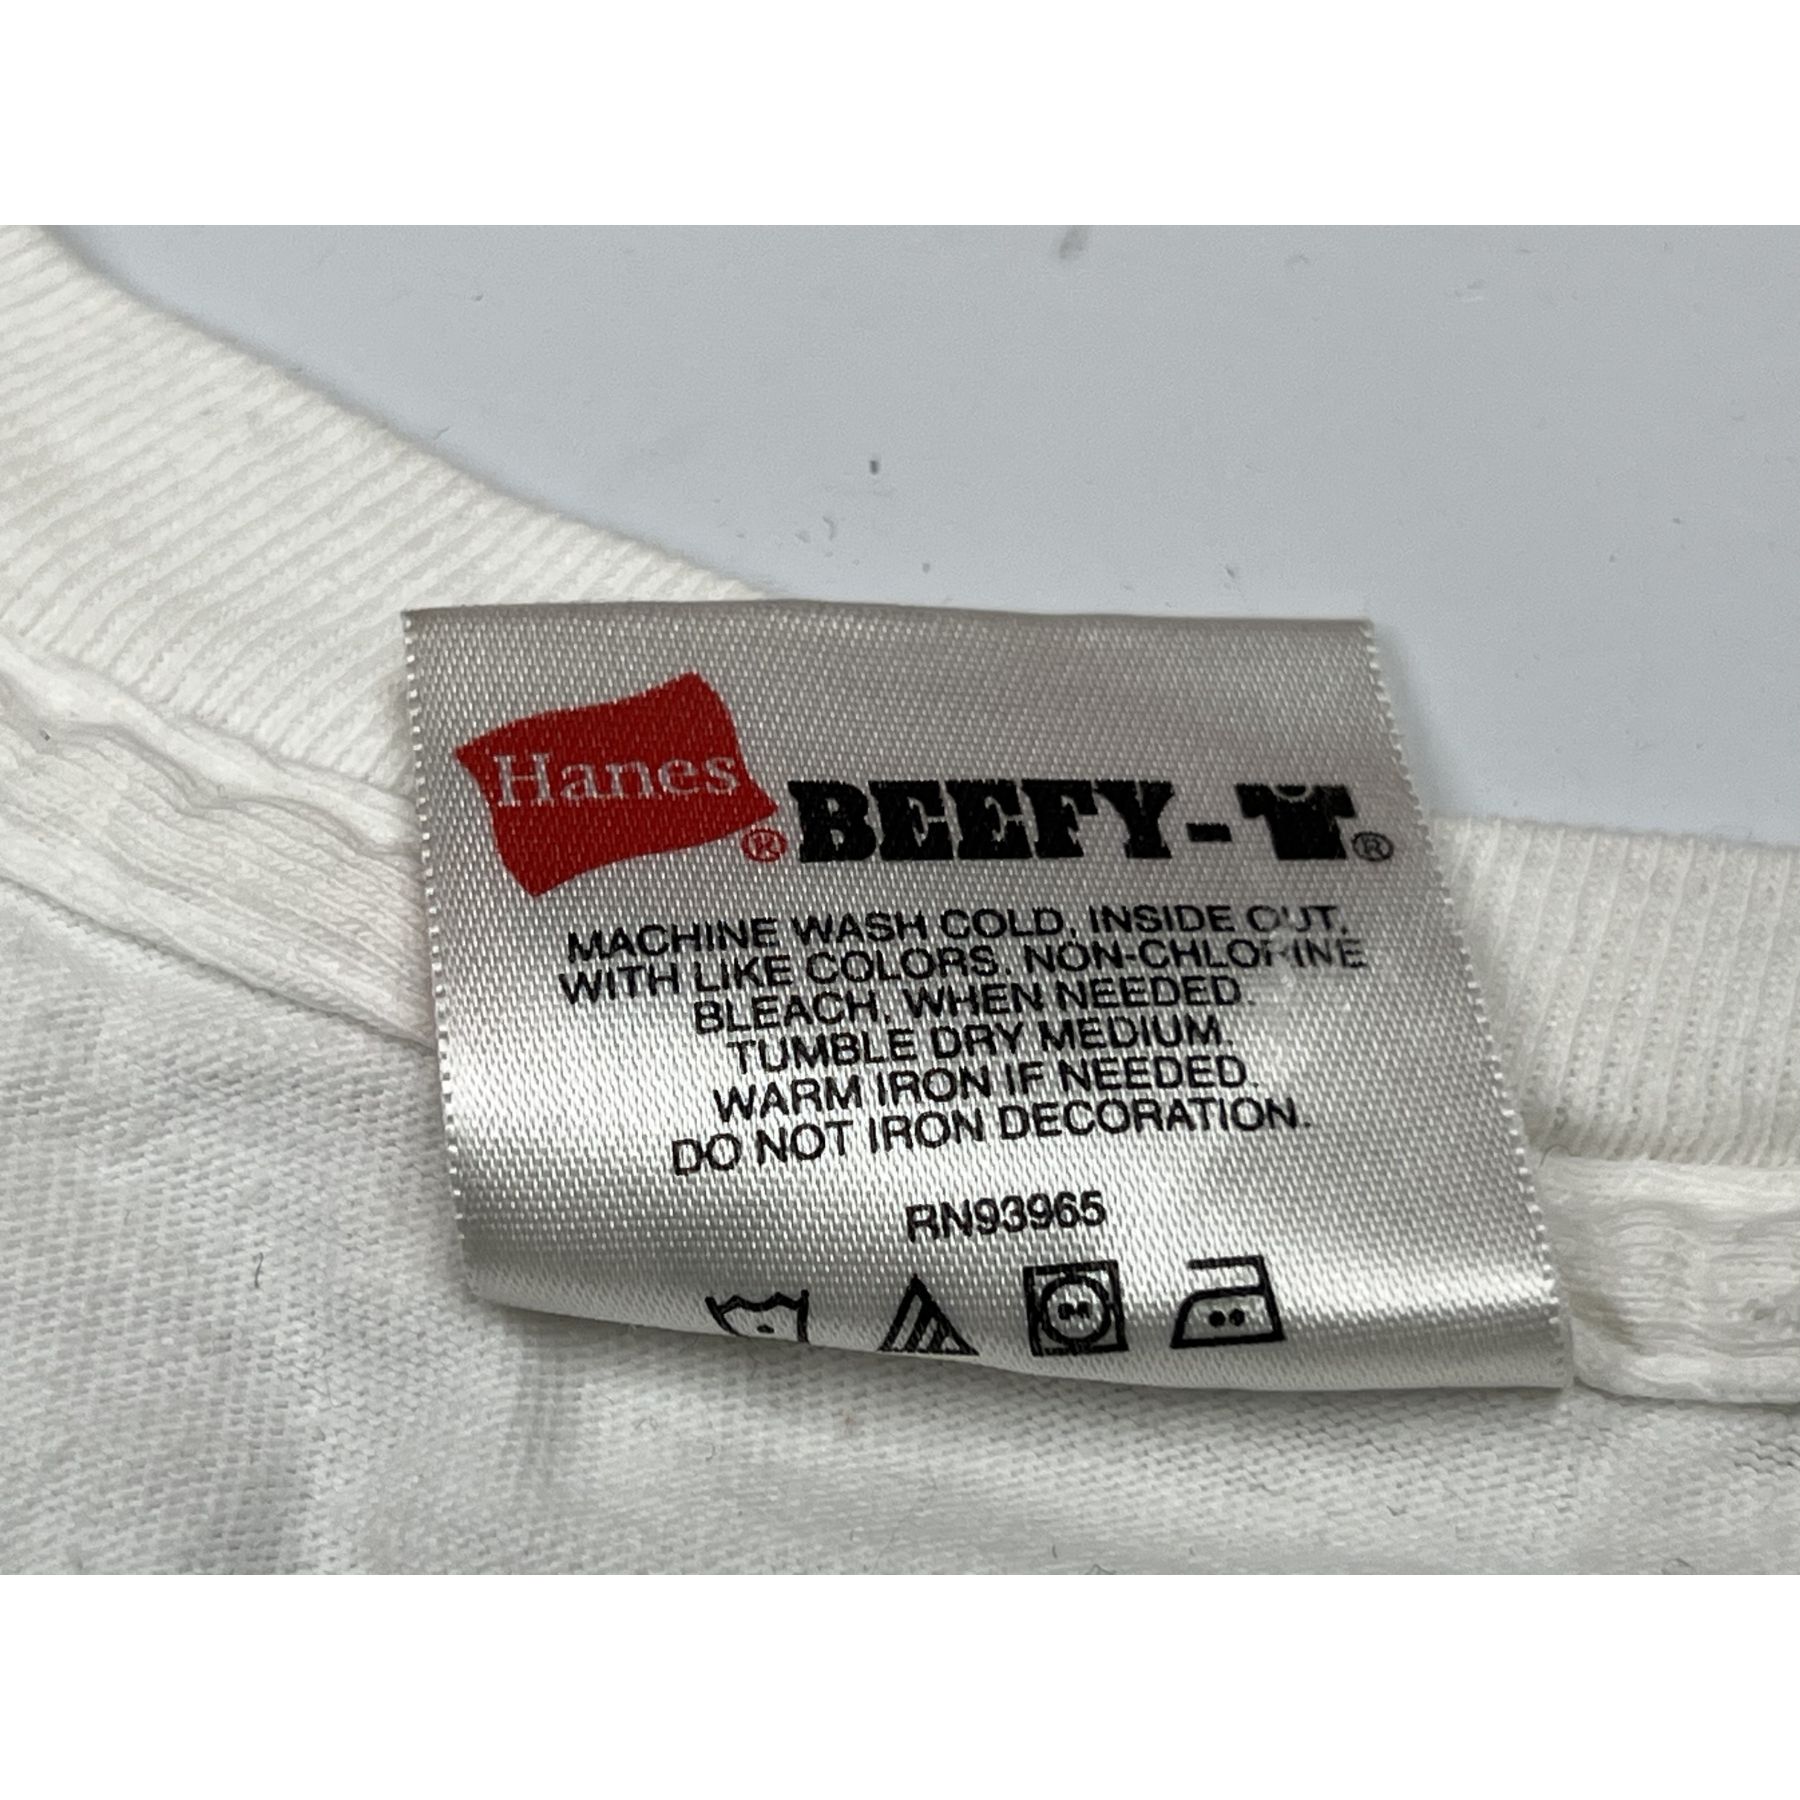 Hanes® BEEFY-T®
MACHINE WASH COLD, INSIDE OUT,
WITH LIKE COLORS. NON-CHLORINE
BLEACH, WHEN NEEDED.
TUMBLE DRY MEDIUM.
WARM IRON IF NEEDED.
DO NOT IRON DECORATION.
RN93965